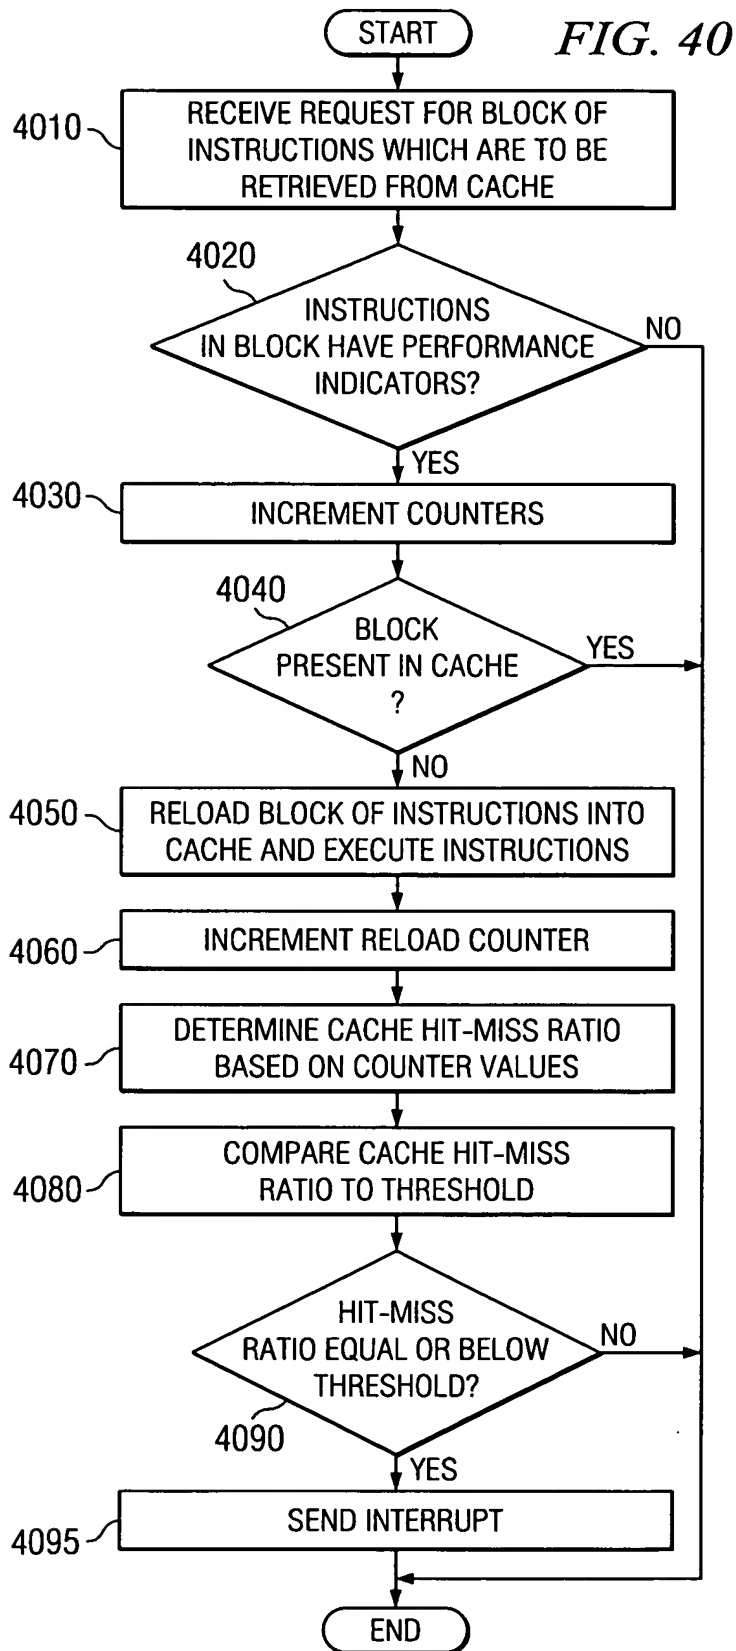 START
FIG. 40
4010
RECEIVE REQUEST FOR BLOCK OF
INSTRUCTIONS WHICH ARE TO BE
RETRIEVED FROM CACHE
4020
INSTRUCTIONS
IN BLOCK HAVE PERFORMANCE
INDICATORS?
NO
YES
4030
INCREMENT COUNTERS
4040
BLOCK
PRESENT IN CACHE
?
YES
NO
4050
RELOAD BLOCK OF INSTRUCTIONS INTO
CACHE AND EXECUTE INSTRUCTIONS
4060
INCREMENT RELOAD COUNTER
4070
DETERMINE CACHE HIT-MISS RATIO
BASED ON COUNTER VALUES
4080
COMPARE CACHE HIT-MISS
RATIO TO THRESHOLD
HIT-MISS
RATIO EQUAL OR BELOW
THRESHOLD?
NO
4090
YES
4095
SEND INTERRUPT
END